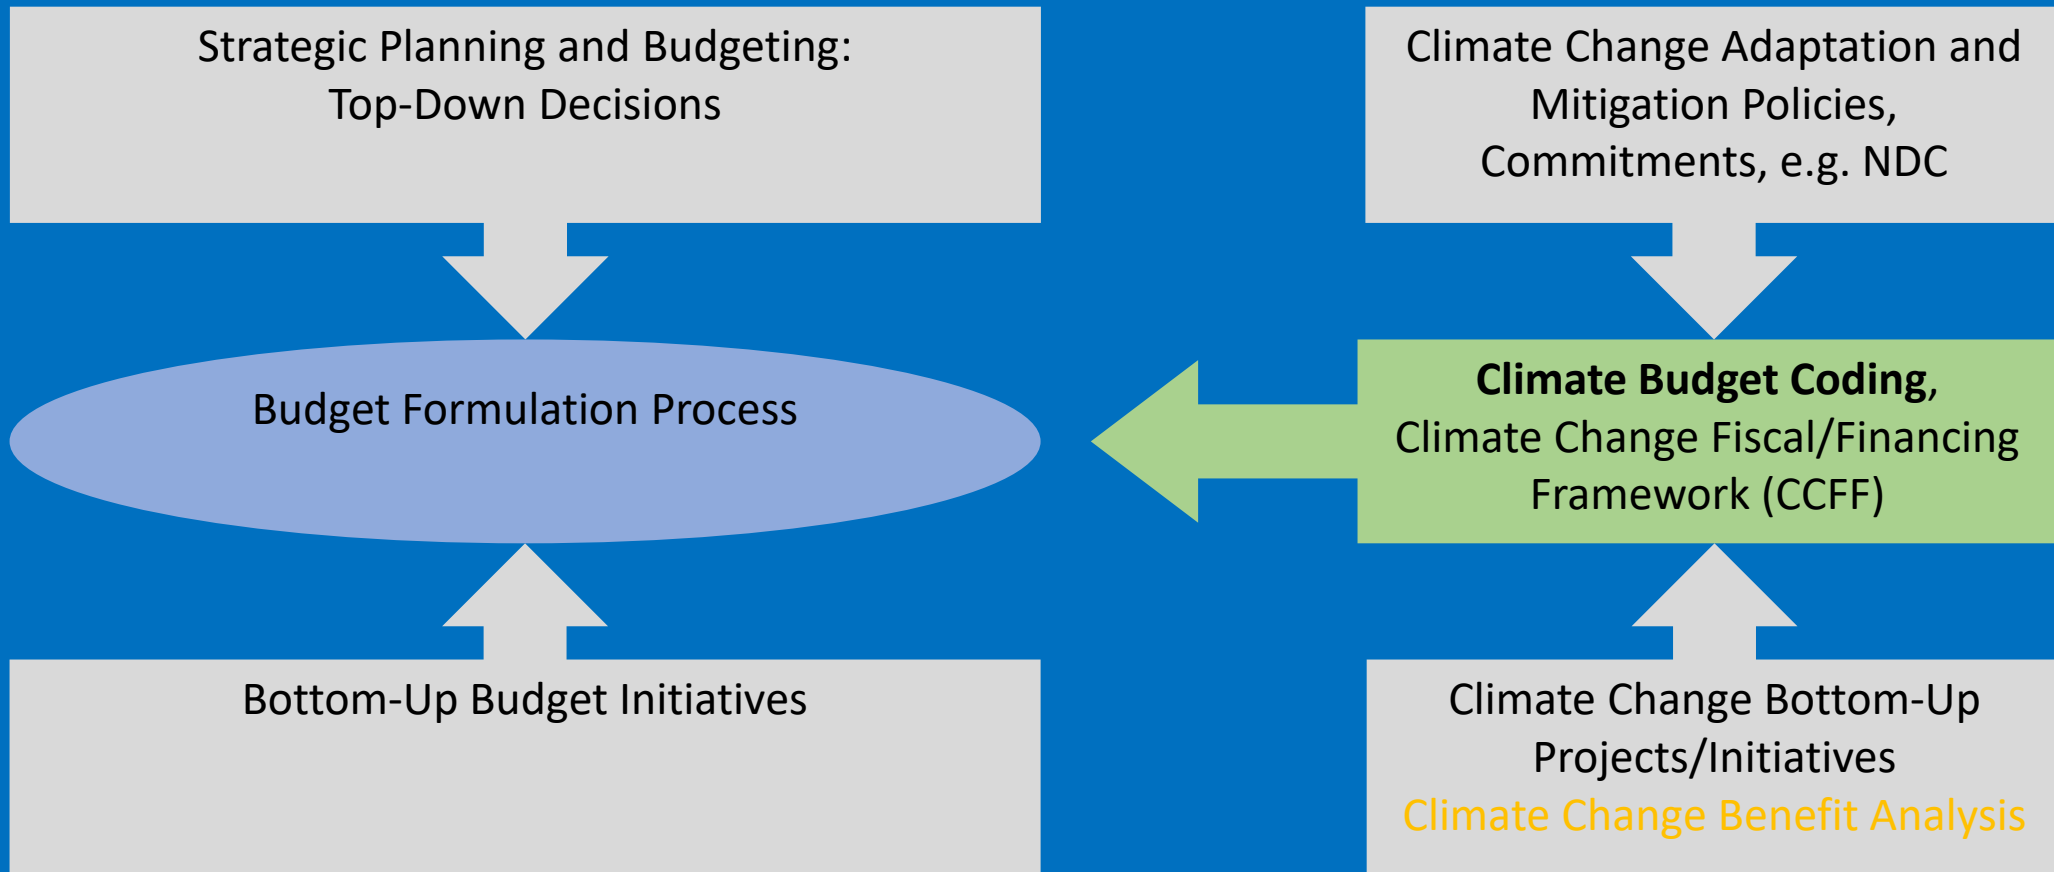 Strategic Planning and Budgeting:
Top-Down Decisions
Climate Change Adaptation and
Mitigation Policies,
Commitments, e.g. NDC
Budget Formulation Process
Climate Budget Coding,
Climate Change Fiscal/Financing
Framework (CCFF)
Bottom-Up Budget Initiatives
Climate Change Bottom-Up
Projects/Initiatives
Climate Change Benefit Analysis